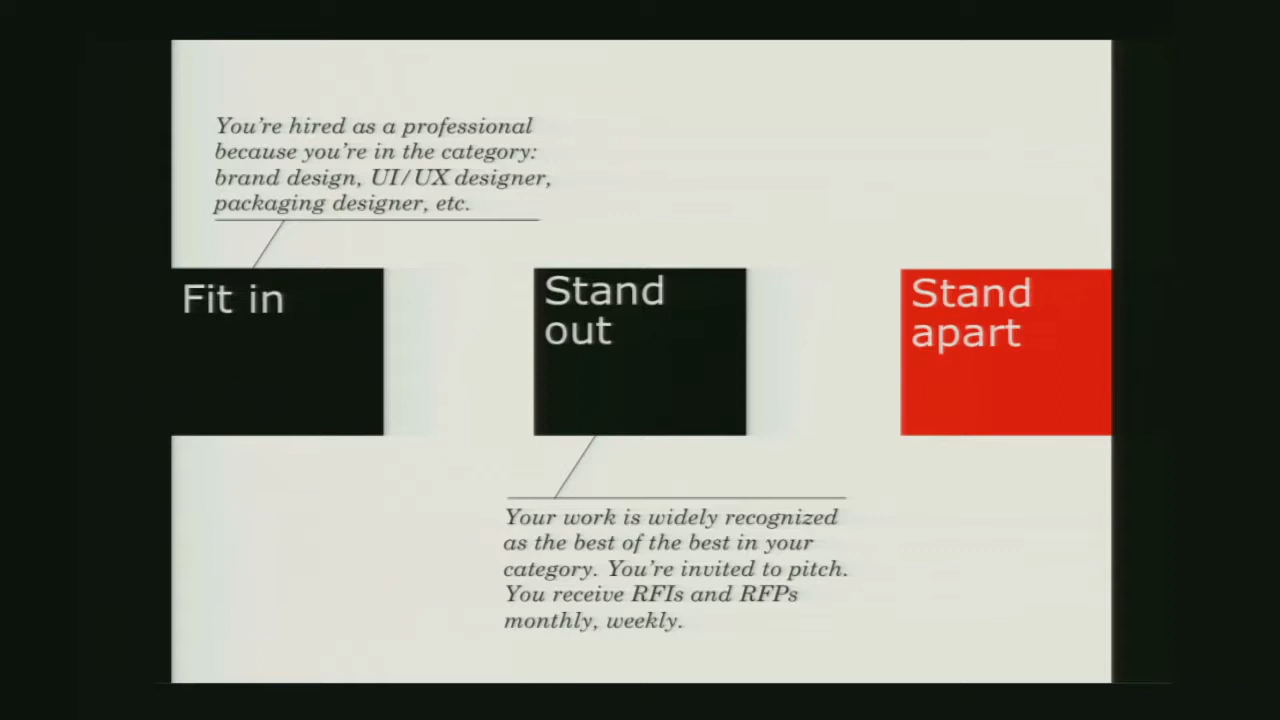 You're hired as a professional
because you're in the category:
brand design, UI/UX designer,
packaging designer, etc.
Fit in
Stand
out
Stand
apart
Your work is widely recognized
as the best of the best in your
category. You're invited to pitch.
You receive RFIs and RFPs
monthly, weekly.